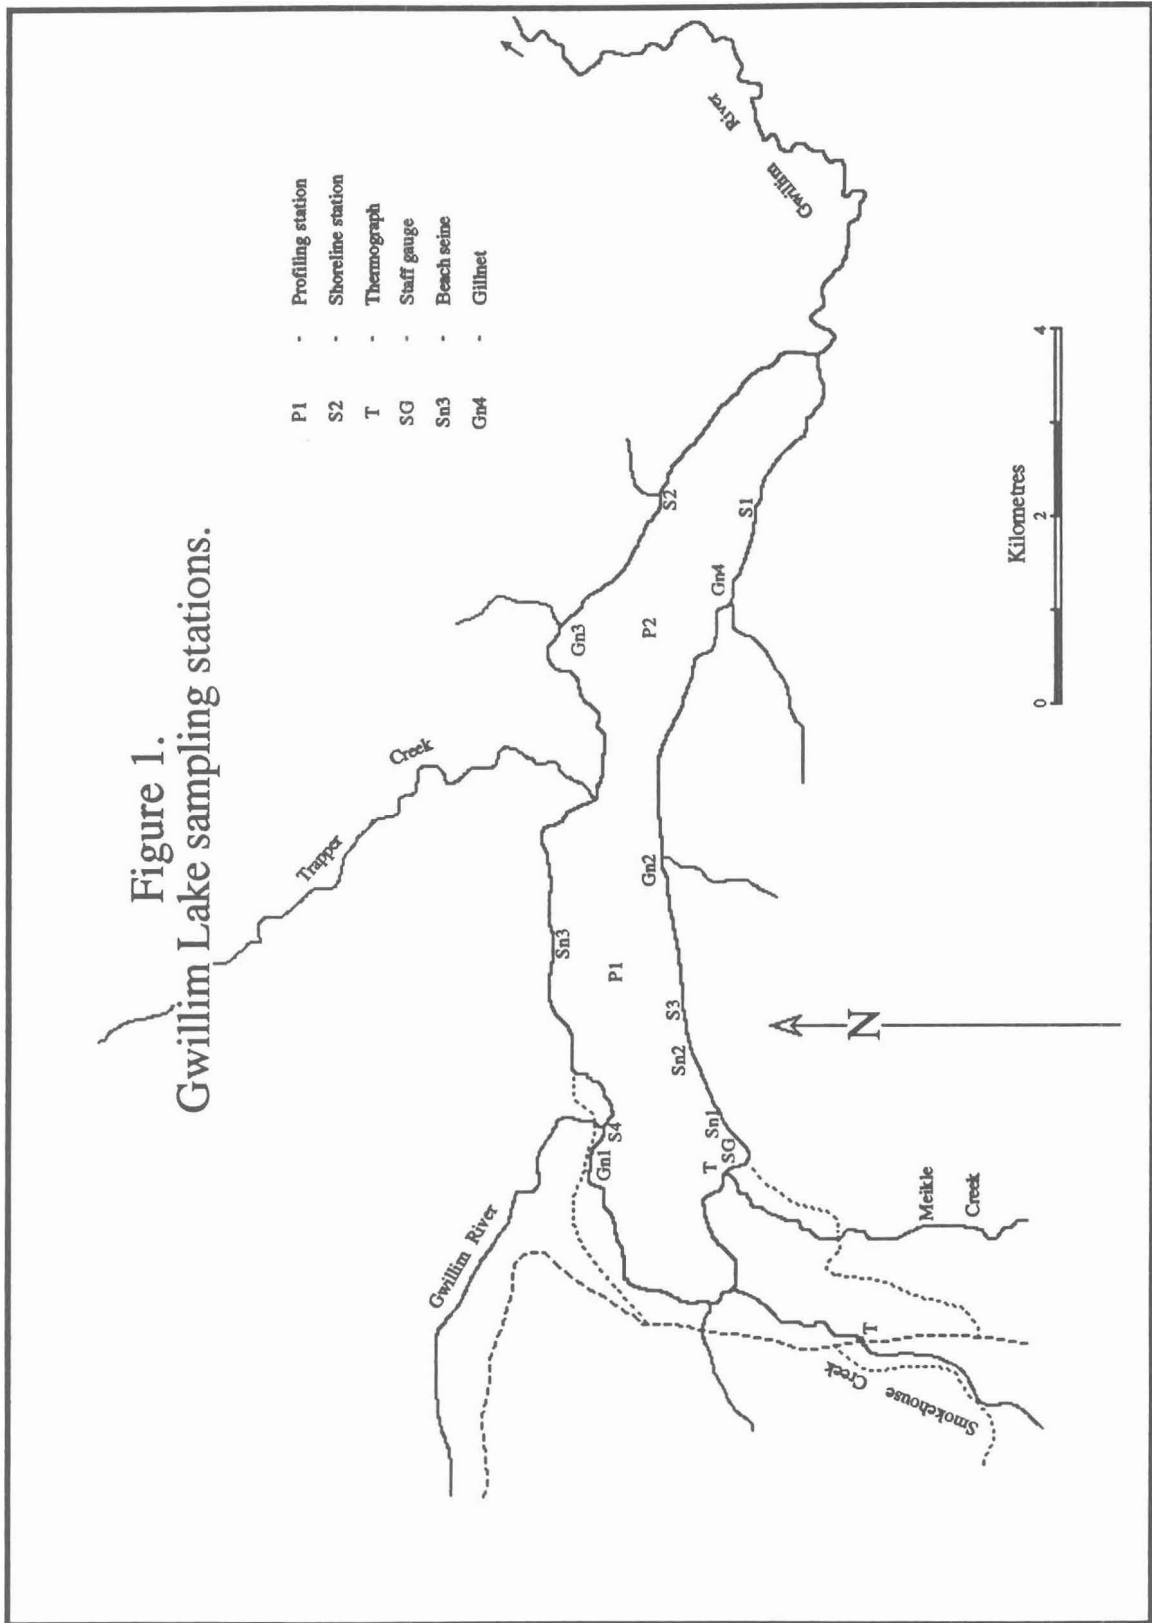 Figure 1.
Gwillim Lake sampling stations.
P1 - Profiling station
S2 - Shoreline station
T - Thermograph
SG - Staff gauge
Sn3 - Beach seine
Gn4 - Gillnet
Trapper
Creek
Gwillim River
Gn1
S4
Sn3
P1
Gn3
P2
S2
S1
Gn4
Gn2
S3
Sn2
Sn1
SG
T
T
Smokehouse
Creek
Meikle
Creek
Gwillim
River
N
Kilometres
0 2 4